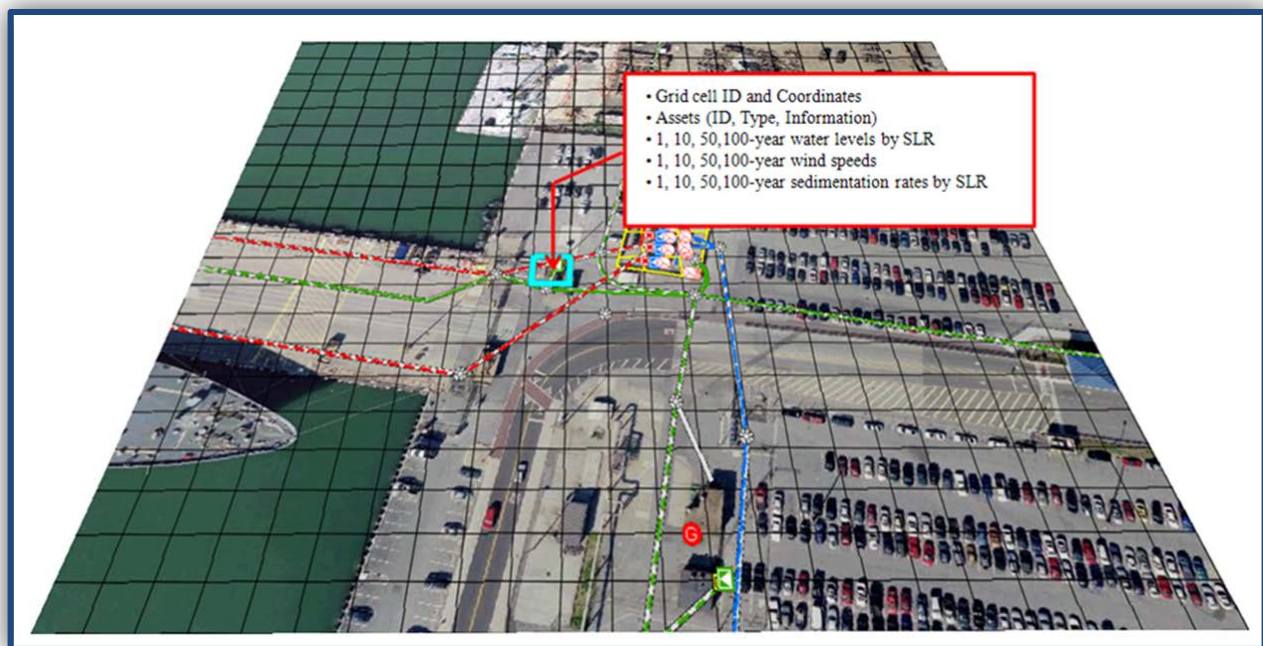 • Grid cell ID and Coordinates
• Assets (ID, Type, Information)
• 1, 10, 50,100-year water levels by SLR
• 1, 10, 50,100-year wind speeds
• 1, 10, 50,100-year sedimentation rates by SLR
G